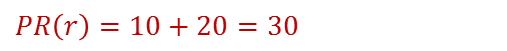 PR(r) = 10 + 20 = 30